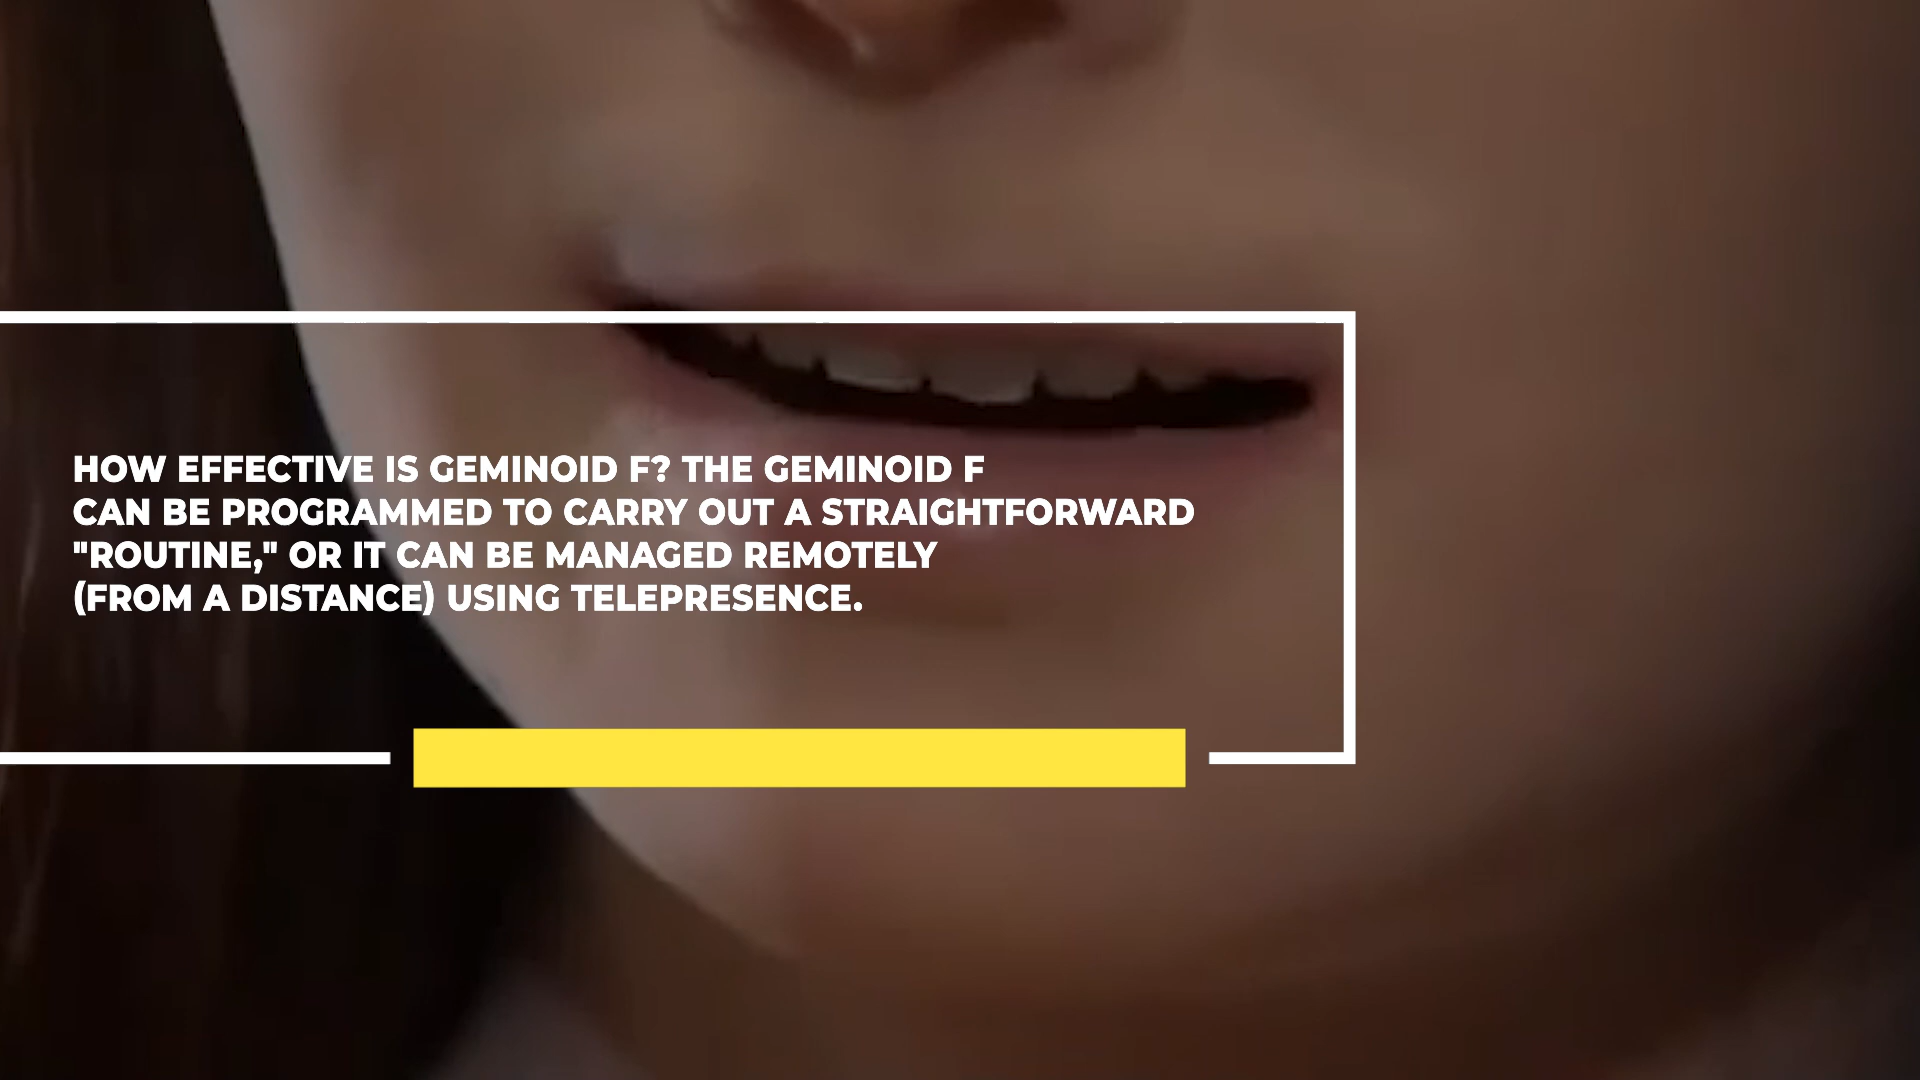 HOW EFFECTIVE IS GEMINOID F? THE GEMINOID F
CAN BE PROGRAMMED TO CARRY OUT A STRAIGHTFORWARD
"ROUTINE," OR IT CAN BE MANAGED REMOTELY
(FROM A DISTANCE) USING TELEPRESENCE.